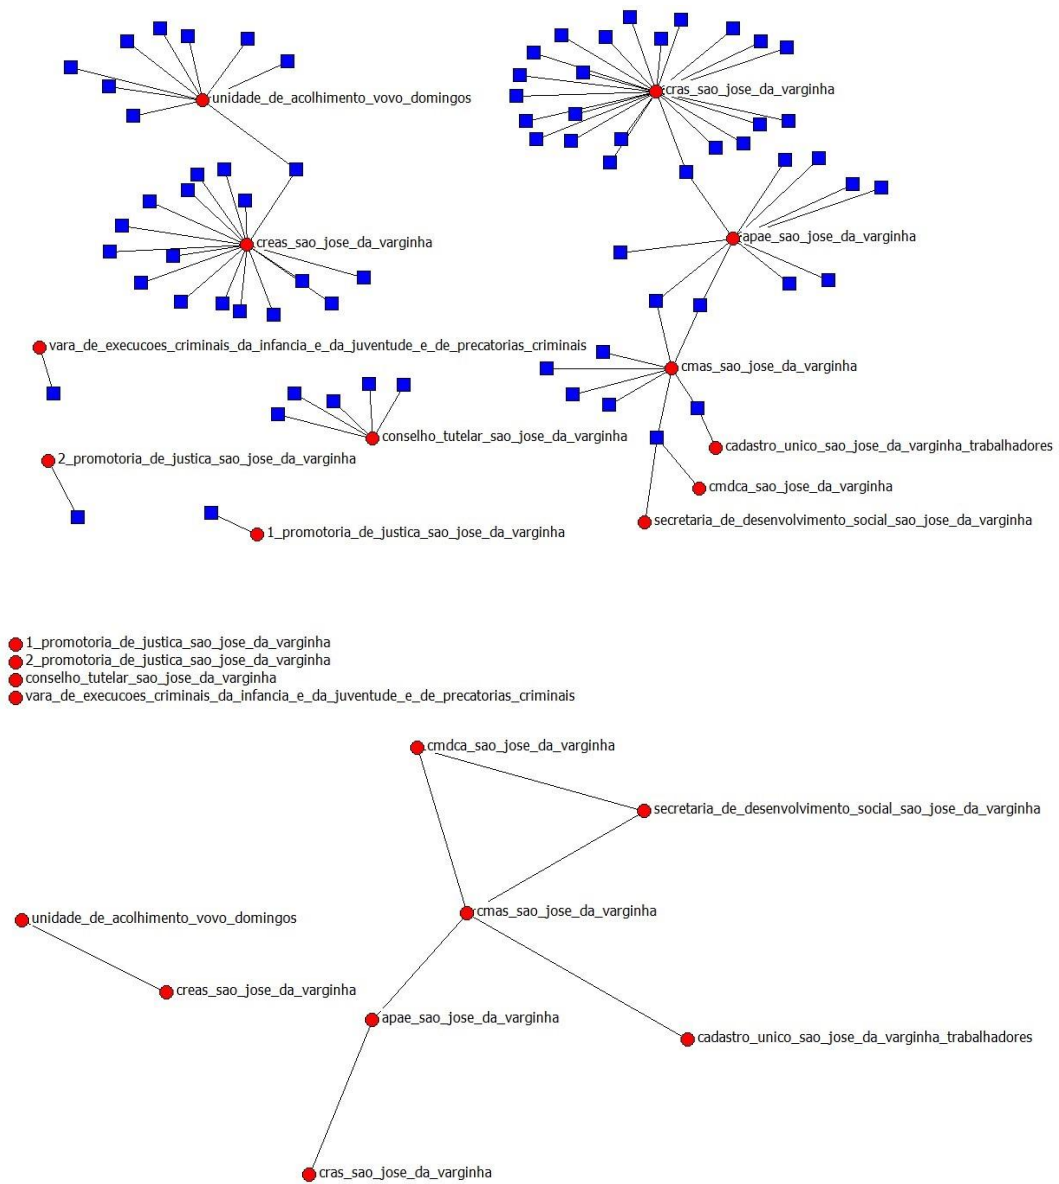 unidade_de_acolhimento_vovo_domingos
cras_sao_jose_da_varginha
creas_sao_jose_da_varginha
apae_sao_jose_da_varginha
vara_de_execucoes_criminais_da_infancia_e_da_juventude_e_de_precatorias_criminais
cmas_sao_jose_da_varginha
conselho_tutelar_sao_jose_da_varginha
cadastro_unico_sao_jose_da_varginha_trabalhadores
2_promotoria_de_justica_sao_jose_da_varginha
cmdca_sao_jose_da_varginha
secretaria_de_desenvolvimento_social_sao_jose_da_varginha
1_promotoria_de_justica_sao_jose_da_varginha
1_promotoria_de_justica_sao_jose_da_varginha
2_promotoria_de_justica_sao_jose_da_varginha
conselho_tutelar_sao_jose_da_varginha
vara_de_execucoes_criminais_da_infancia_e_da_juventude_e_de_precatorias_criminais
cmdca_sao_jose_da_varginha
secretaria_de_desenvolvimento_social_sao_jose_da_varginha
cmas_sao_jose_da_varginha
unidade_de_acolhimento_vovo_domingos
creas_sao_jose_da_varginha
apae_sao_jose_da_varginha
cadastro_unico_sao_jose_da_varginha_trabalhadores
cras_sao_jose_da_varginha